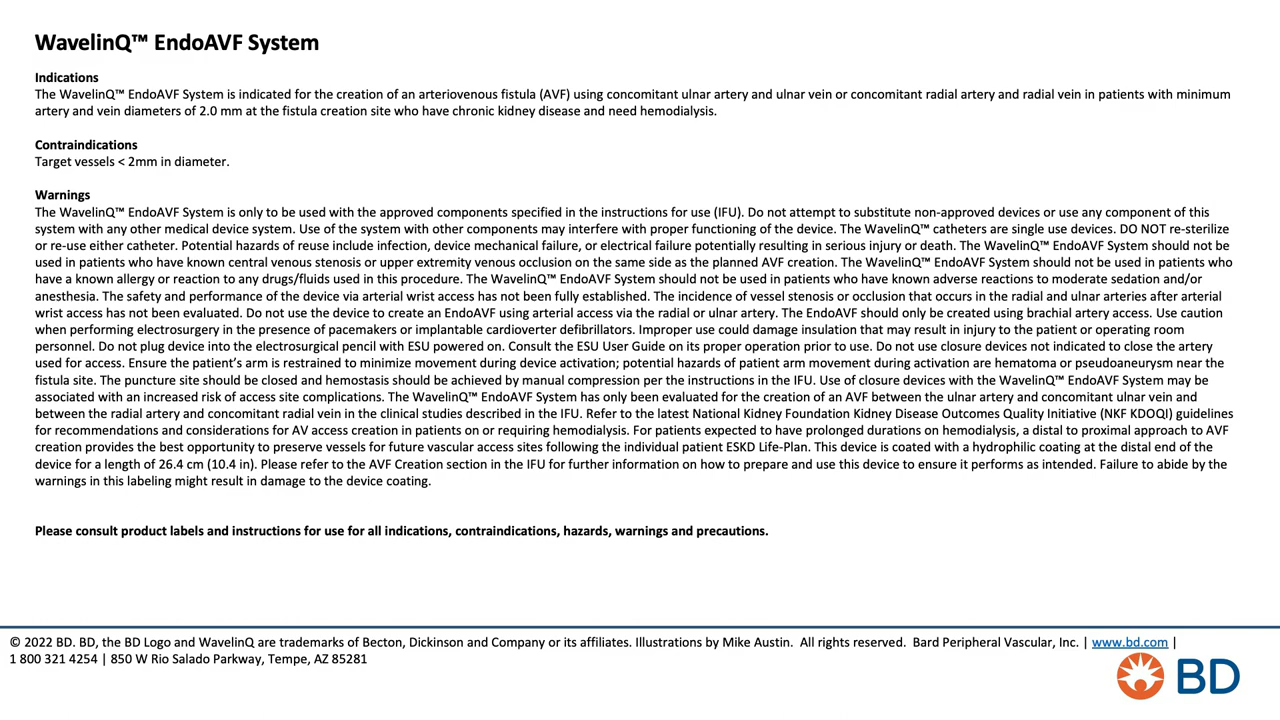 WavelinQ™ EndoAVF System
Indications
The WavelinQ™ EndoAVF System is indicated for the creation of an arteriovenous fistula (AVF) using concomitant ulnar artery and ulnar vein or concomitant radial artery and radial vein in patients with minimum
artery and vein diameters of 2.0 mm at the fistula creation site who have chronic kidney disease and need hemodialysis.
Contraindications
Target vessels < 2mm in diameter.
Warnings
The WavelinQ™ EndoAVF System is only to be used with the approved components specified in the instructions for use (IFU). Do not attempt to substitute non-approved devices or use any component of this
system with any other medical device system. Use of the system with other components may interfere with proper functioning of the device. The WavelinQ™ catheters are single use devices. DO NOT re-sterilize
or re-use either catheter. Potential hazards of reuse include infection, device mechanical failure, or electrical failure potentially resulting in serious injury or death. The WavelinQ™ EndoAVF System should not be
used in patients who have known central venous stenosis or upper extremity venous occlusion on the same side as the planned AVF creation. The WavelinQ™ EndoAVF System should not be used in patients who
have a known allergy or reaction to any drugs/fluids used in this procedure. The WavelinQ™ EndoAVF System should not be used in patients who have known adverse reactions to moderate sedation and/or
anesthesia. The safety and performance of the device via arterial wrist access has not been fully established. The incidence of vessel stenosis or occlusion that occurs in the radial and ulnar arteries after arterial
wrist access has not been evaluated. Do not use the device to create an EndoAVF using arterial access via the radial or ulnar artery. The EndoAVF should only be created using brachial artery access. Use caution
when performing electrosurgery in the presence of pacemakers or implantable cardioverter defibrillators. Improper use could damage insulation that may result in injury to the patient or operating room
personnel. Do not plug device into the electrosurgical pencil with ESU powered on. Consult the ESU User Guide on its proper operation prior to use. Do not use closure devices not indicated to close the artery
used for access. Ensure the patient’s arm is restrained to minimize movement during device activation; potential hazards of patient arm movement during activation are hematoma or pseudoaneurysm near the
fistula site. The puncture site should be closed and hemostasis should be achieved by manual compression per the instructions in the IFU. Use of closure devices with the WavelinQ™ EndoAVF System may be
associated with an increased risk of access site complications. The WavelinQ™ EndoAVF System has only been evaluated for the creation of an AVF between the ulnar artery and concomitant ulnar vein and
between the radial artery and concomitant radial vein in the clinical studies described in the IFU. Refer to the latest National Kidney Foundation Kidney Disease Outcomes Quality Initiative (NKF KDOQI) guidelines
for recommendations and considerations for AV access creation in patients on or requiring hemodialysis. For patients expected to have prolonged durations on hemodialysis, a distal to proximal approach to AVF
creation provides the best opportunity to preserve vessels for future vascular access sites following the individual patient ESKD Life-Plan. This device is coated with a hydrophilic coating at the distal end of the
device for a length of 26.4 cm (10.4 in). Please refer to the AVF Creation section in the IFU for further information on how to prepare and use this device to ensure it performs as intended. Failure to abide by the
warnings in this labeling might result in damage to the device coating.
Please consult product labels and instructions for use for all indications, contraindications, hazards, warnings and precautions.
© 2022 BD. BD, the BD Logo and WavelinQ are trademarks of Becton, Dickinson and Company or its affiliates. Illustrations by Mike Austin. All rights reserved. Bard Peripheral Vascular, Inc. | www.bd.com |
1 800 321 4254 | 850 W Rio Salado Parkway, Tempe, AZ 85281
BD